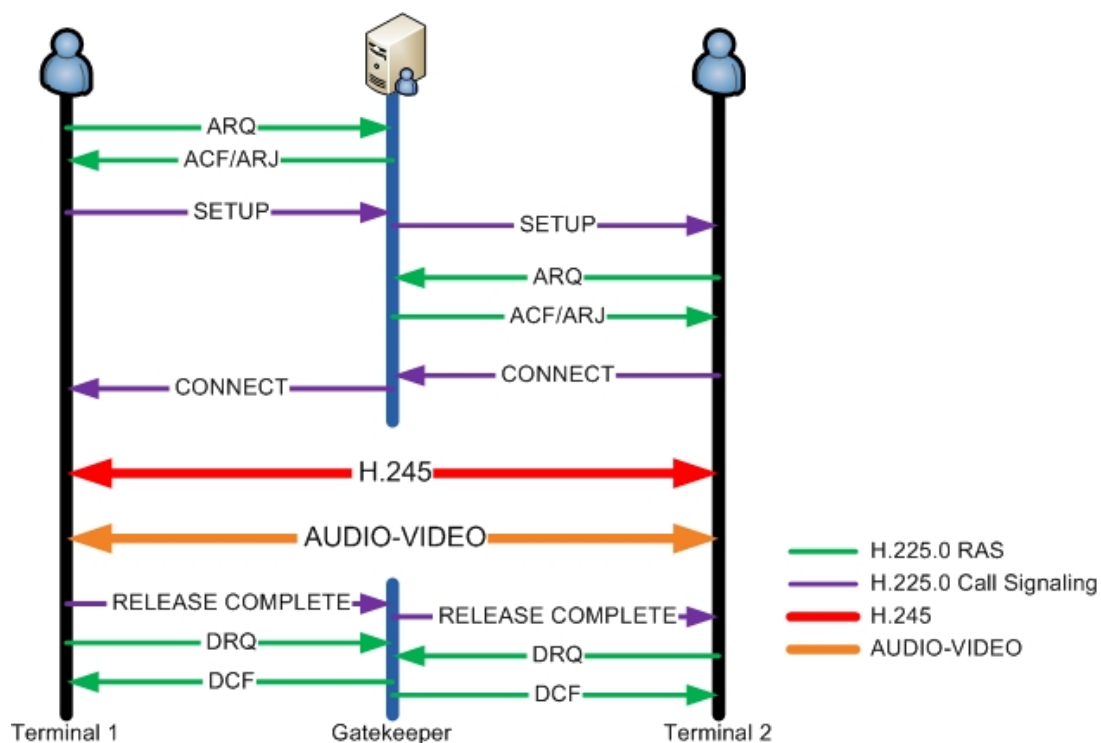 ARQ
ACF/ARJ
SETUP
SETUP
ARQ
ACF/ARJ
CONNECT
CONNECT
H.245
AUDIO-VIDEO
RELEASE COMPLETE
RELEASE COMPLETE
DRQ
DRQ
DCF
DCF
H.225.0 RAS
H.225.0 Call Signaling
H.245
AUDIO-VIDEO
Terminal 1
Gatekeeper
Terminal 2